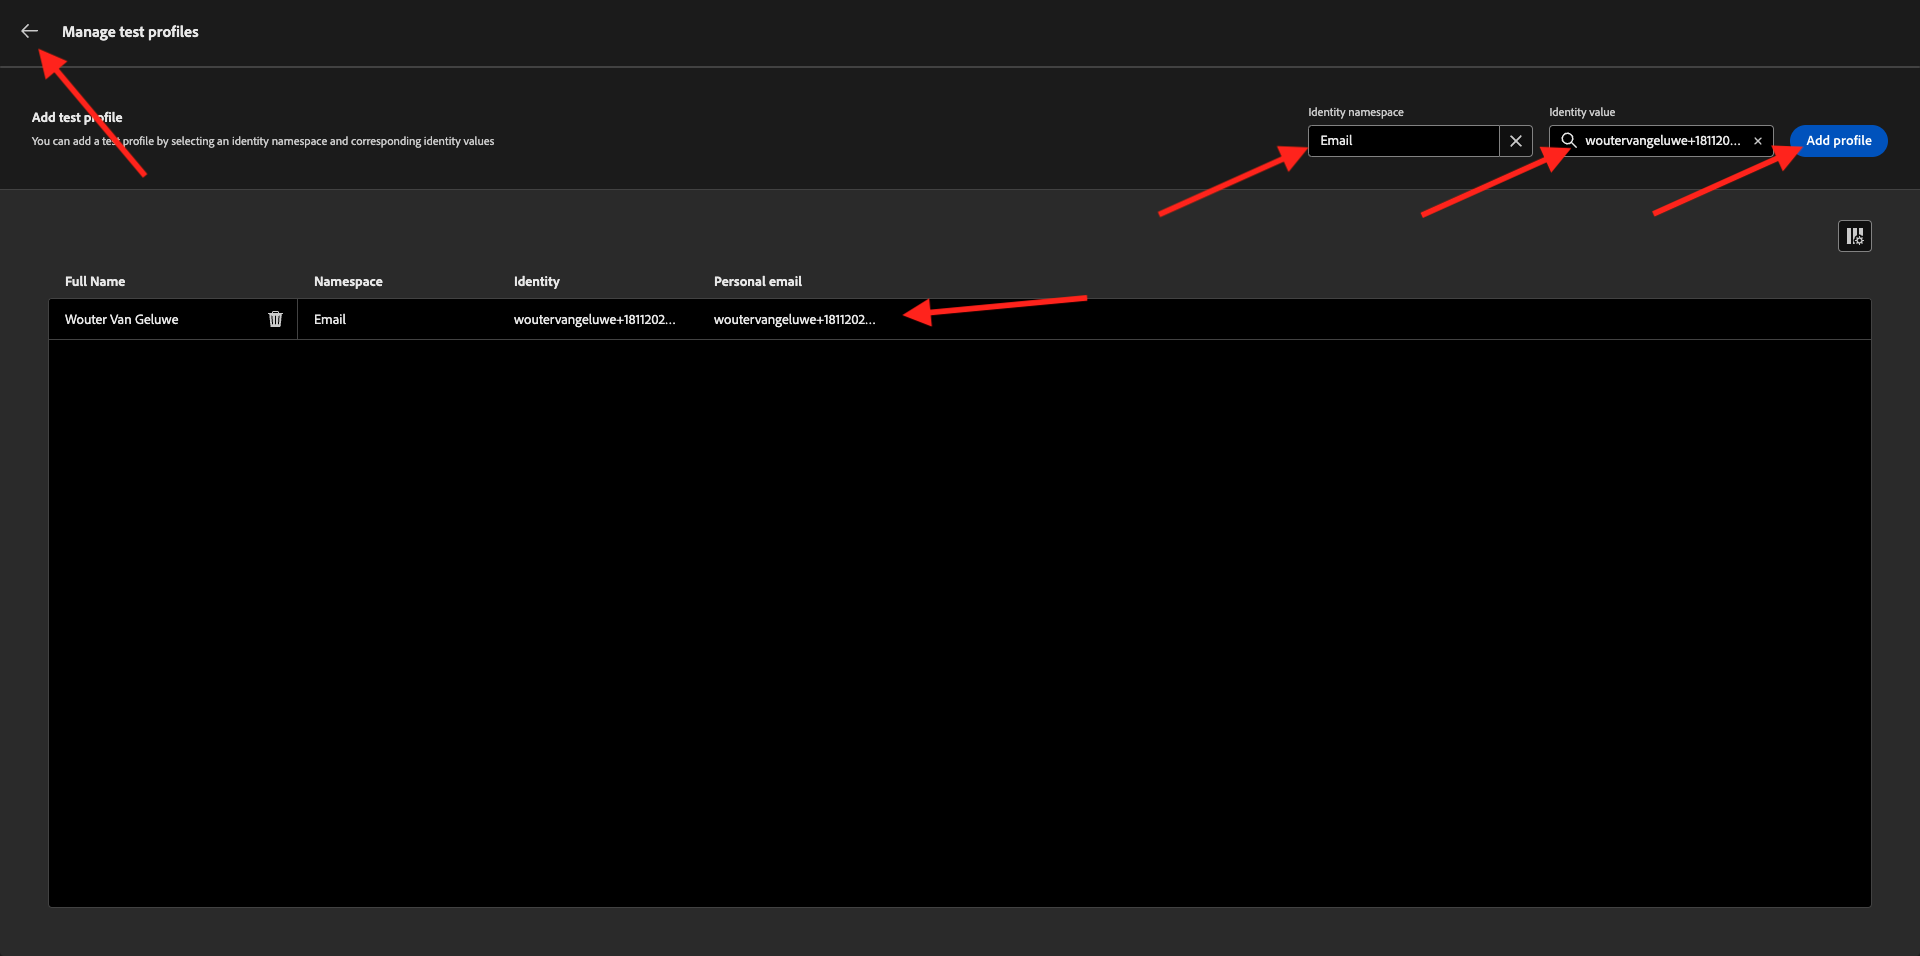 Manage test profiles
Add test profile
You can add a test profile by selecting an identity namespace and corresponding identity values
Identity namespace
Email
Identity value
woutervangeluwe+181120...
Add profile
Full Name
Namespace
Identity
Personal email
Wouter Van Geluwe
Email
woutervangeluwe+1811202...
woutervangeluwe+1811202...